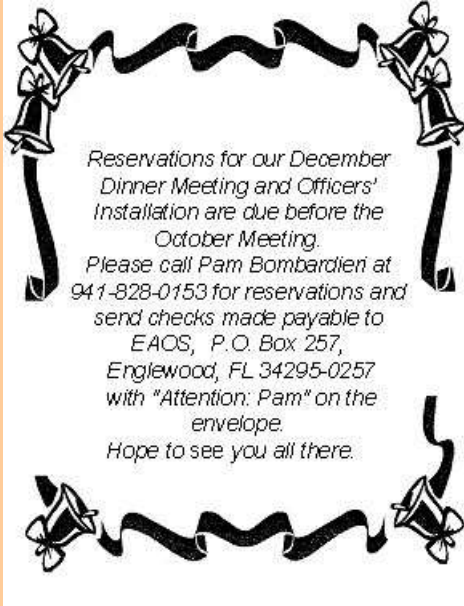 Reservations for our December
Dinner Meeting and Officers'
Installation are due before the
October Meeting.
Please call Pam Bombardieri at
941-828-0153 for reservations and
send checks made payable to
EAOS, P.O. Box 257,
Englewood, FL 34295-0257
with "Attention: Pam" on the
envelope.
Hope to see you all there.